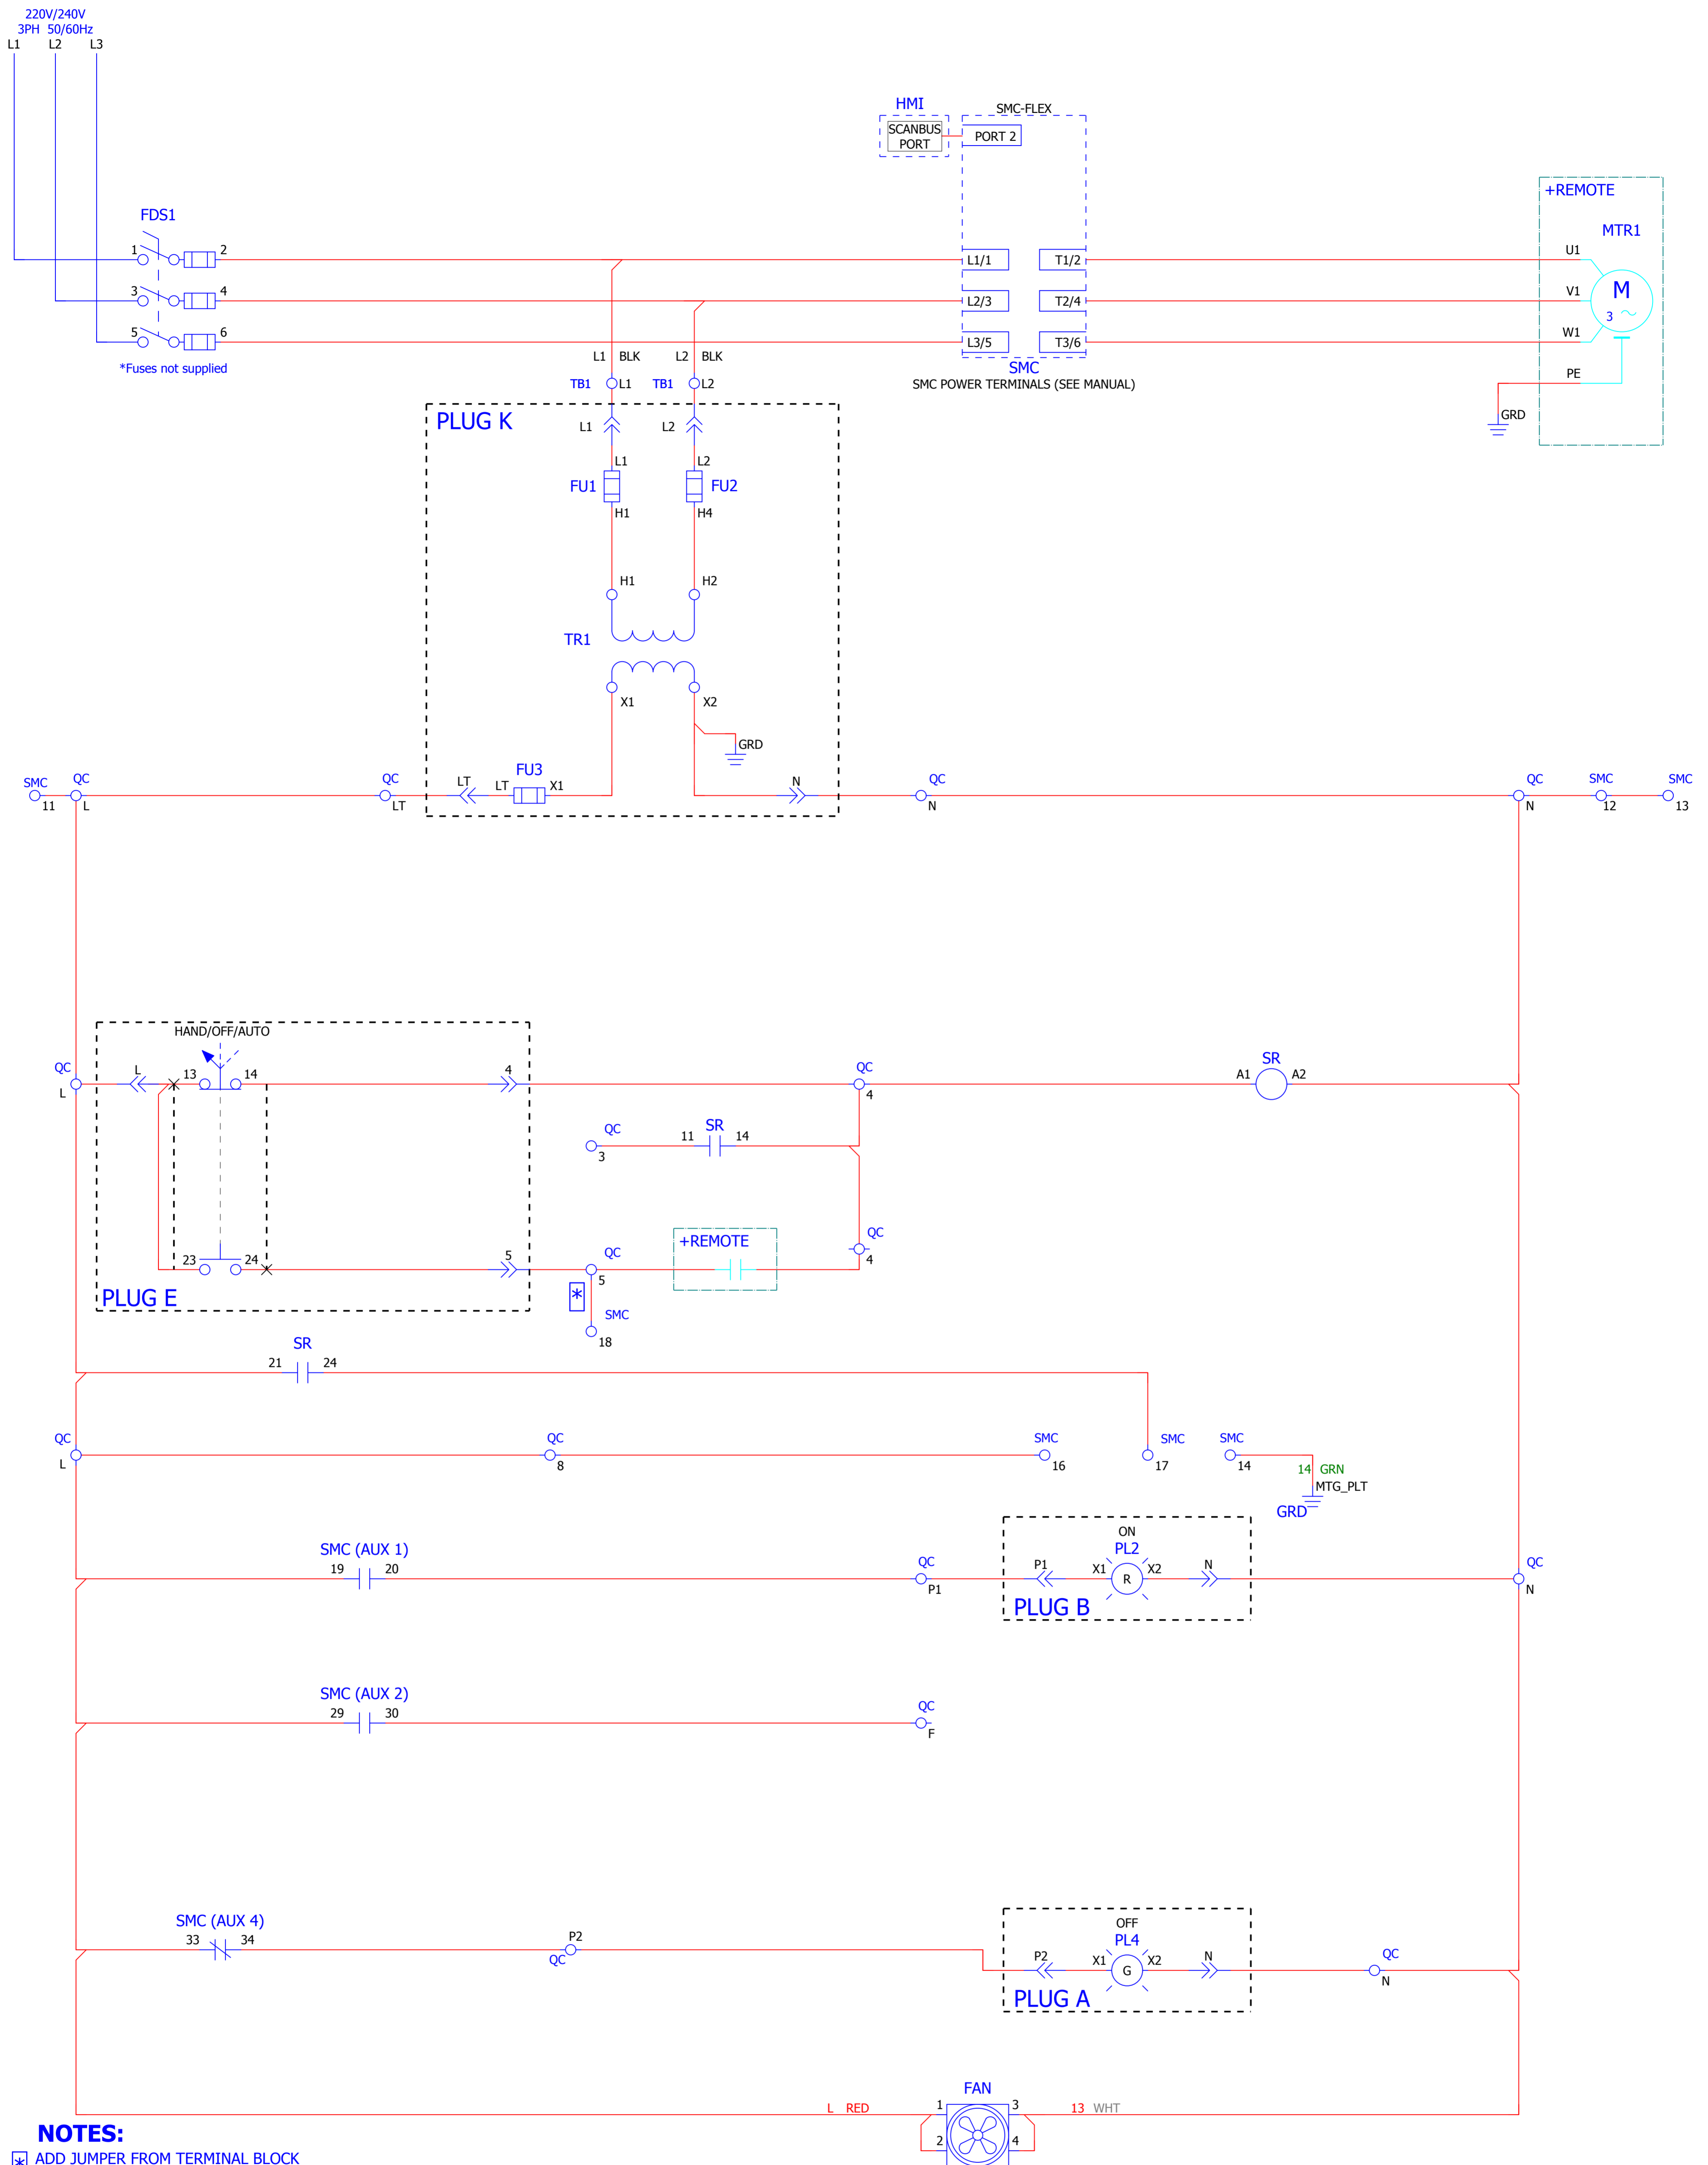 220V/240V
3PH 50/60Hz
L1 L2 L3
HMI
SMC-FLEX
SCANBUS
PORT
PORT 2
+REMOTE
MTR1
FDS1
1 2
L1/1 T1/2
U1
3 4
L2/3 T2/4
V1
M
3
5 6
L3/5 T3/6
W1
*Fuses not supplied
L1 BLK L2 BLK
SMC
SMC POWER TERMINALS (SEE MANUAL)
PE
GRD
TB1 L1 TB1 L2
PLUG K
L1 L2
L1 L2
FU1 FU2
H1 H4
H1 H2
TR1
X1 X2
GRD
SMC QC QC LT LT FU3 X1 N QC QC SMC SMC
11 L LT N N 12 13
HAND/OFF/AUTO
QC L 13 14 4 QC A1 SR A2
L 4
QC 11 SR 14
3
23 24 5 QC +REMOTE QC
5 4
PLUG E
*
SMC
18
SR
21 24
QC QC SMC SMC SMC
L 8 16 17 14
14 GRN
MTG_PLT
GRD
ON
SMC (AUX 1)
19 20
QC P1 X1 PL2 X2 N QC
P1 R N
PLUG B
SMC (AUX 2)
29 30
QC
F
OFF
SMC (AUX 4)
33 34
P2
QC
P2 X1 PL4 X2 N QC
G N
PLUG A
FAN
L RED 1 3 13 WHT
2 4
NOTES:
* ADD JUMPER FROM TERMINAL BLOCK